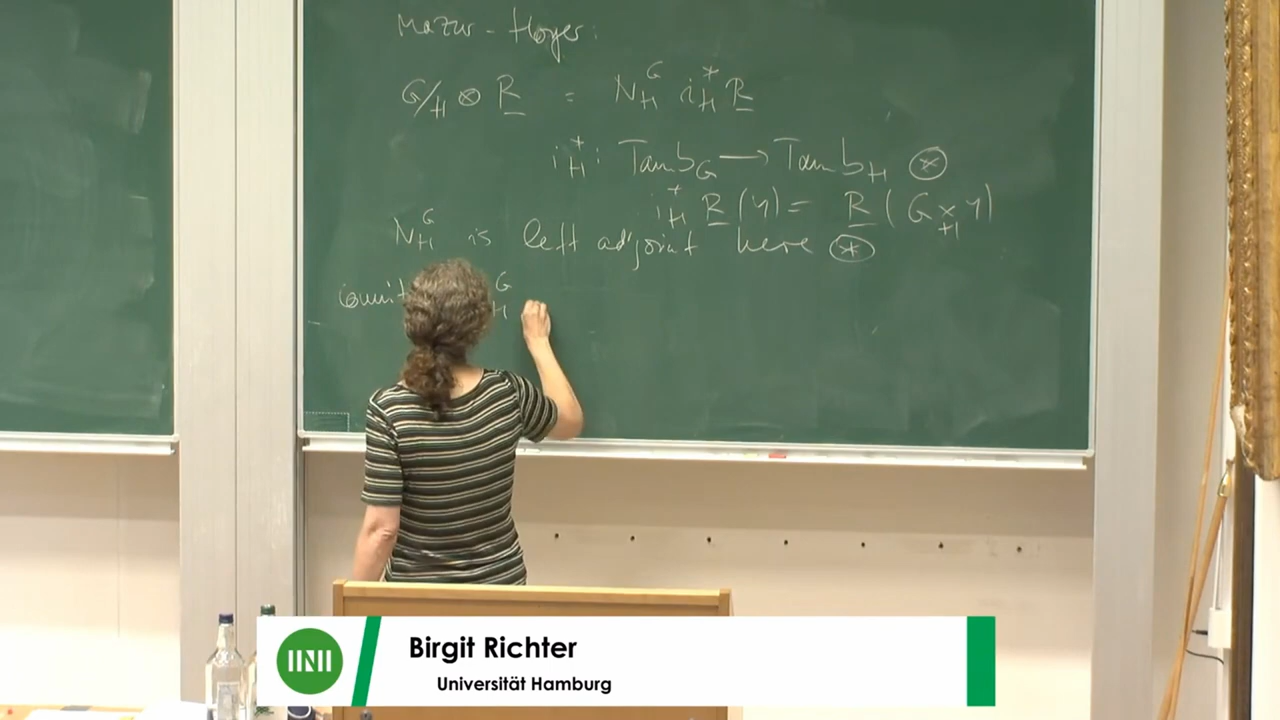 Mazur - Hoyer:
G/H ⊗ R = N_H^G i_H^* R
i_H^* : Tamb_G → Tamb_H ⊛
i_H^* R(Y) = R(G ×_H Y)
N_H^G is left adjoint here ⊛
G
H
Birgit Richter
Universität Hamburg